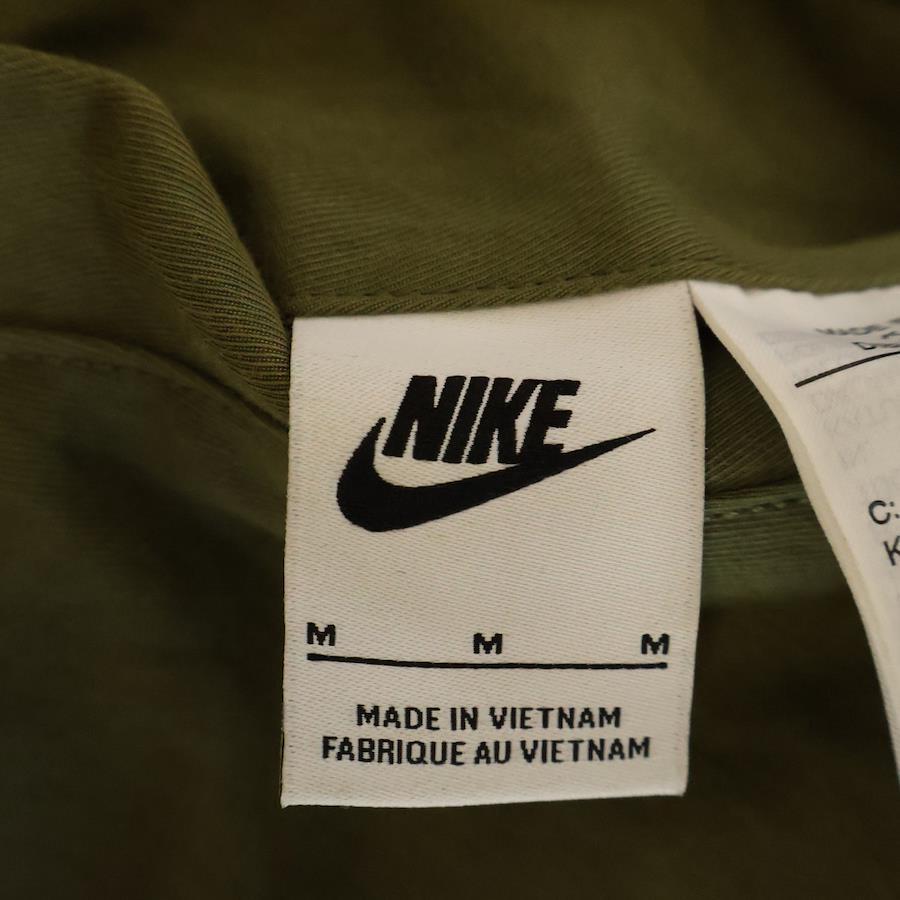 NIKE
M M M
MADE IN VIETNAM
FABRIQUE AU VIETNAM
C:
K